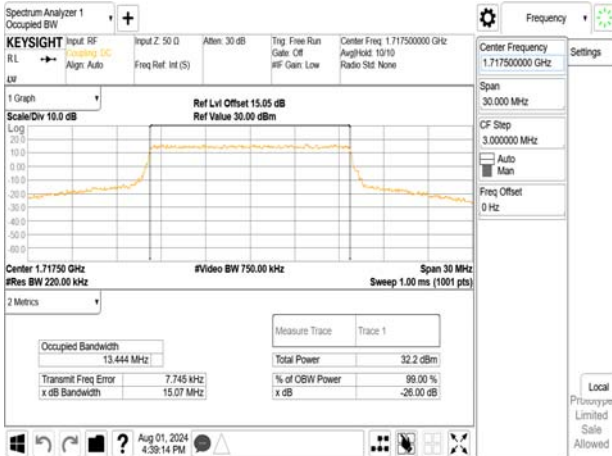 Spectrum Analyzer 1
Occupied BW
Frequency
KEYSIGHT
RL
Input: RF
Coupling: DC
Align: Auto
Input Z: 50 Ω
Freq Ref: Int (S)
Atten: 30 dB
Trig: Free Run
Gate: Off
#IF Gain: Low
Center Freq: 1.717500000 GHz
Avg|Hold: 10/10
Radio Std: None
Center Frequency
1.717500000 GHz
Settings
Span
30.000 MHz
CF Step
3.000000 MHz
Auto
Man
Freq Offset
0 Hz
1 Graph
Scale/Div 10.0 dB
Ref Lvl Offset 15.05 dB
Ref Value 30.00 dBm
Log
20.0
10.0
0.00
-10.0
-20.0
-30.0
-40.0
-50.0
-60.0
Center 1.71750 GHz
#Res BW 220.00 kHz
#Video BW 750.00 kHz
Span 30 MHz
Sweep 1.00 ms (1001 pts)
2 Metrics
Measure Trace
Trace 1
Occupied Bandwidth
13.444 MHz
Total Power
32.2 dBm
Transmit Freq Error
7.745 kHz
% of OBW Power
99.00 %
x dB Bandwidth
15.07 MHz
x dB
-26.00 dB
Local
Prototype
Limited
Sale
Allowed
?
Aug 01, 2024
4:39:14 PM